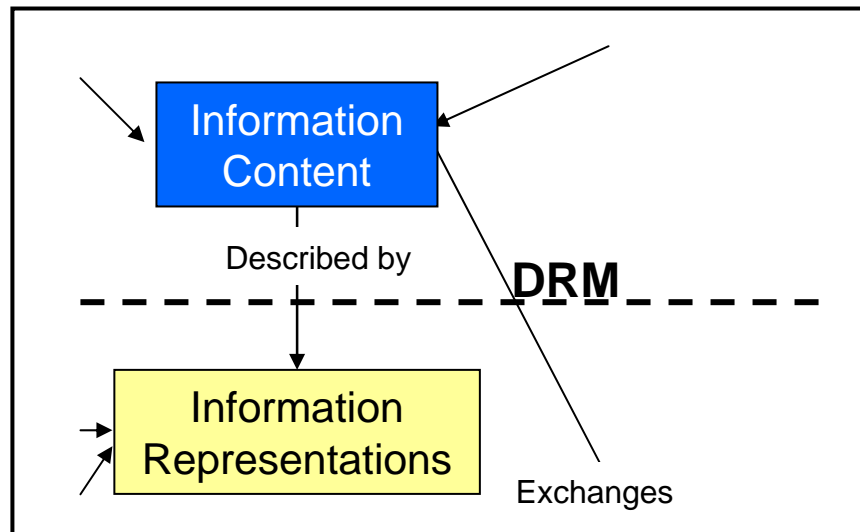 Information
Content
Described by
DRM
Information
Representations
Exchanges